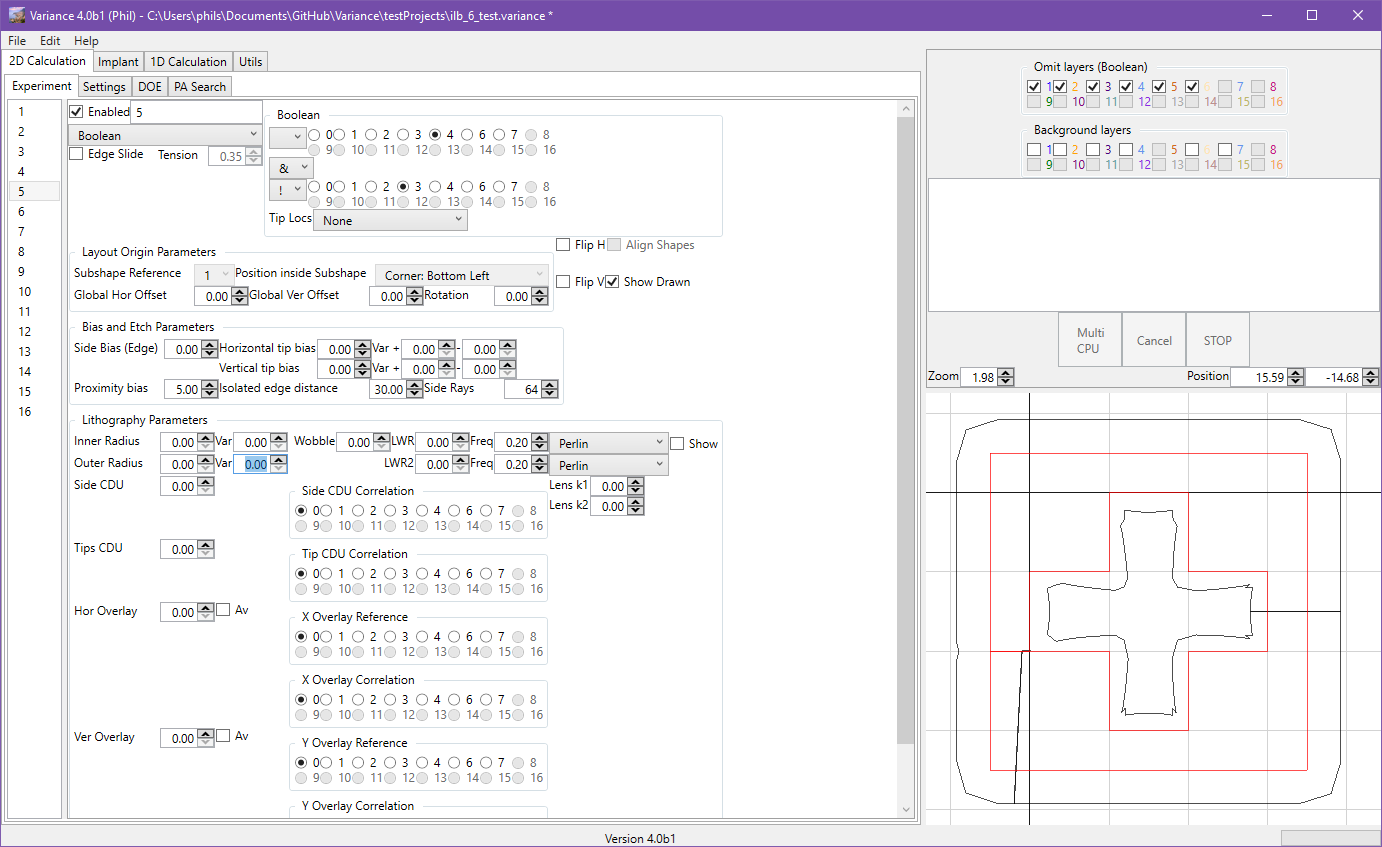 Variance 4.0b1 (Phil) - C:\Users\phils\Documents\GitHub\Variance\testProjects\ilb_6_test.variance *
File Edit Help
2D Calculation Implant 1D Calculation Utils
Experiment Settings DOE PA Search
1
2
3
4
5
6
7
8
9
10
11
12
13
14
15
16
Enabled 5
Boolean
Edge Slide Tension 0.35
Boolean
0 1 2 3 4 6 7 8
9 10 11 12 13 14 15 16
&
! 0 1 2 3 4 6 7 8
9 10 11 12 13 14 15 16
Tip Locs None
Layout Origin Parameters
Subshape Reference 1 Position inside Subshape Corner: Bottom Left
Global Hor Offset 0.00 Global Ver Offset 0.00 Rotation 0.00
Flip H Align Shapes
Flip V Show Drawn
Bias and Etch Parameters
Side Bias (Edge) 0.00 Horizontal tip bias 0.00 Var + 0.00 - 0.00
Vertical tip bias 0.00 Var + 0.00 - 0.00
Proximity bias 5.00 Isolated edge distance 30.00 Side Rays 64
Lithography Parameters
Inner Radius 0.00 Var 0.00 Wobble 0.00 LWR 0.00 Freq 0.20 Perlin Show
Outer Radius 0.00 Var 0.00 LWR2 0.00 Freq 0.20 Perlin
Side CDU 0.00 Lens k1 0.00
Lens k2 0.00
Side CDU Correlation
0 1 2 3 4 6 7 8
9 10 11 12 13 14 15 16
Tips CDU 0.00
Tip CDU Correlation
0 1 2 3 4 6 7 8
9 10 11 12 13 14 15 16
Hor Overlay 0.00 Av
X Overlay Reference
0 1 2 3 4 6 7 8
9 10 11 12 13 14 15 16
X Overlay Correlation
0 1 2 3 4 6 7 8
9 10 11 12 13 14 15 16
Ver Overlay 0.00 Av
Y Overlay Reference
0 1 2 3 4 6 7 8
9 10 11 12 13 14 15 16
Y Overlay Correlation
Omit layers (Boolean)
1 2 3 4 5 6 7 8
9 10 11 12 13 14 15 16
Background layers
1 2 3 4 5 6 7 8
9 10 11 12 13 14 15 16
Multi
CPU
Cancel
STOP
Zoom 1.98 Position 15.59 -14.68
Version 4.0b1